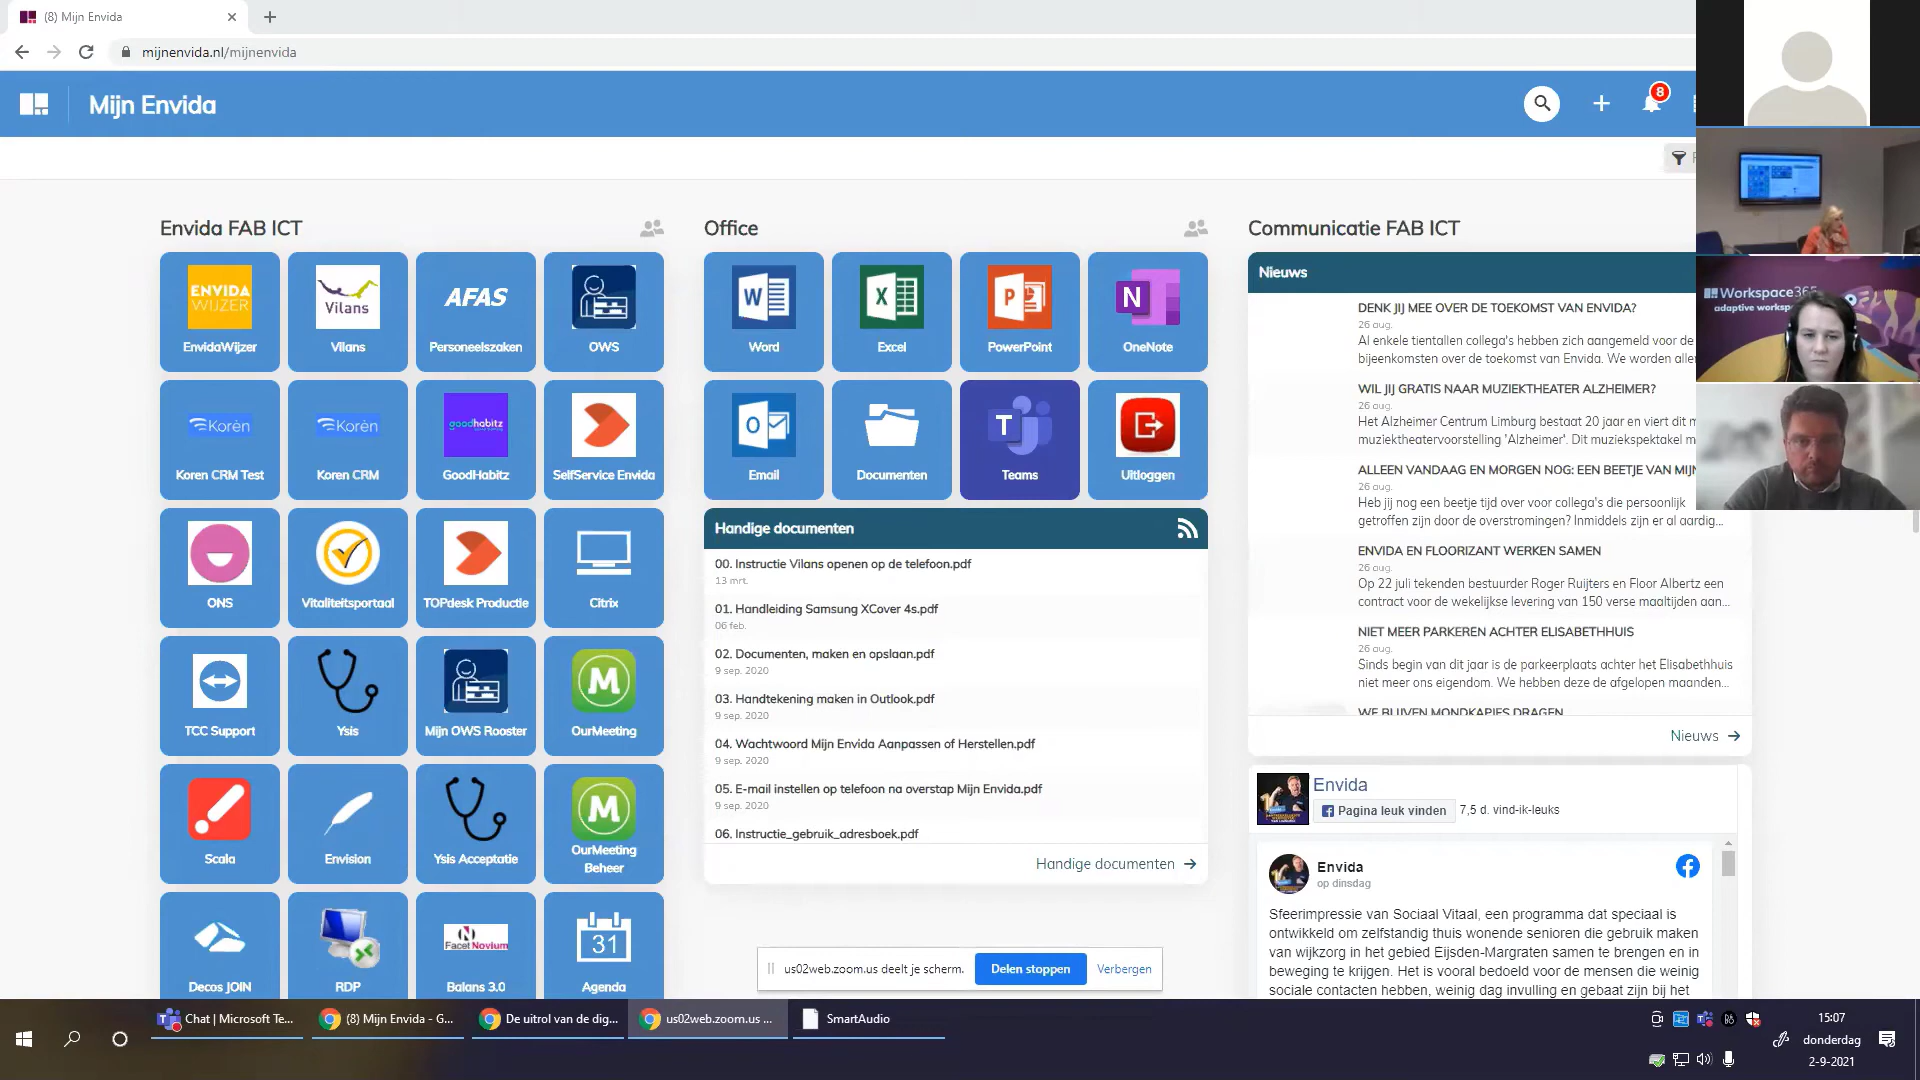 (8) Mijn Envida
mijnenvida.nl/mijnenvida
Mijn Envida
8
Envida FAB ICT
ENVIDA
WIJZER
EnvidaWijzer
Vilans
Vilans
AFAS
Personeelszaken
OWS
Korèn
Koren CRM Test
Korèn
Koren CRM
goodhabitz
GoodHabitz
SelfService Envida
ONS
Vitaliteitsportaal
TOPdesk Productie
Citrix
TCC Support
Ysis
Mijn OWS Rooster
M
OurMeeting
Scala
Envision
Ysis Acceptatie
M
OurMeeting
Beheer
Decos JOIN
RDP
Facet Novium
Balans 3.0
31
Agenda
Office
W
Word
X
Excel
P
PowerPoint
N
OneNote
O
Email
Documenten
T
Teams
Uitloggen
Handige documenten
00. Instructie Vilans openen op de telefoon.pdf
13 mrt.
01. Handleiding Samsung XCover 4s.pdf
06 feb.
02. Documenten, maken en opslaan.pdf
9 sep. 2020
03. Handtekening maken in Outlook.pdf
9 sep. 2020
04. Wachtwoord Mijn Envida Aanpassen of Herstellen.pdf
9 sep. 2020
05. E-mail instellen op telefoon na overstap Mijn Envida.pdf
9 sep. 2020
06. Instructie_gebruik_adresboek.pdf
Handige documenten
Communicatie FAB ICT
Nieuws
DENK JIJ MEE OVER DE TOEKOMST VAN ENVIDA?
26 aug.
Al enkele tientallen collega's hebben zich aangemeld voor de
bijeenkomsten over de toekomst van Envida. We worden aller
WIL JIJ GRATIS NAAR MUZIEKTHEATER ALZHEIMER?
26 aug.
Het Alzheimer Centrum Limburg bestaat 20 jaar en viert dit m
muziektheatervoorstelling 'Alzheimer'. Dit muziekspektakel m
ALLEEN VANDAAG EN MORGEN NOG: EEN BEETJE VAN MIJN
26 aug.
Heb jij nog een beetje tijd over voor collega's die persoonlijk
getroffen zijn door de overstromingen? Inmiddels zijn er al aardig...
ENVIDA EN FLOORIZANT WERKEN SAMEN
26 aug.
Op 22 juli tekenden bestuurder Roger Ruijters en Floor Albertz een
contract voor de wekelijkse levering van 150 verse maaltijden aan...
NIET MEER PARKEREN ACHTER ELISABETHHUIS
26 aug.
Sinds begin van dit jaar is de parkeerplaats achter het Elisabethhuis
niet meer ons eigendom. We hebben deze de afgelopen maanden...
WE BLIJVEN MONDKAPJES DRAGEN
Nieuws
Envida
Pagina leuk vinden
7,5 d. vind-ik-leuks
Envida
op dinsdag
Sfeerimpressie van Sociaal Vitaal, een programma dat speciaal is
ontwikkeld om zelfstandig thuis wonende senioren die gebruik maken
van wijkzorg in het gebied Eijsden-Margraten samen te brengen en in
beweging te krijgen. Het is vooral bedoeld voor de mensen die weinig
sociale contacten hebben, weinig dag invulling en gebaat zijn bij het
Workspace365
adaptive worksp
us02web.zoom.us deelt je scherm.
Delen stoppen
Verbergen
Chat | Microsoft Te...
(8) Mijn Envida - G...
De uitrol van de dig...
us02web.zoom.us ...
SmartAudio
15:07
donderdag
2-9-2021